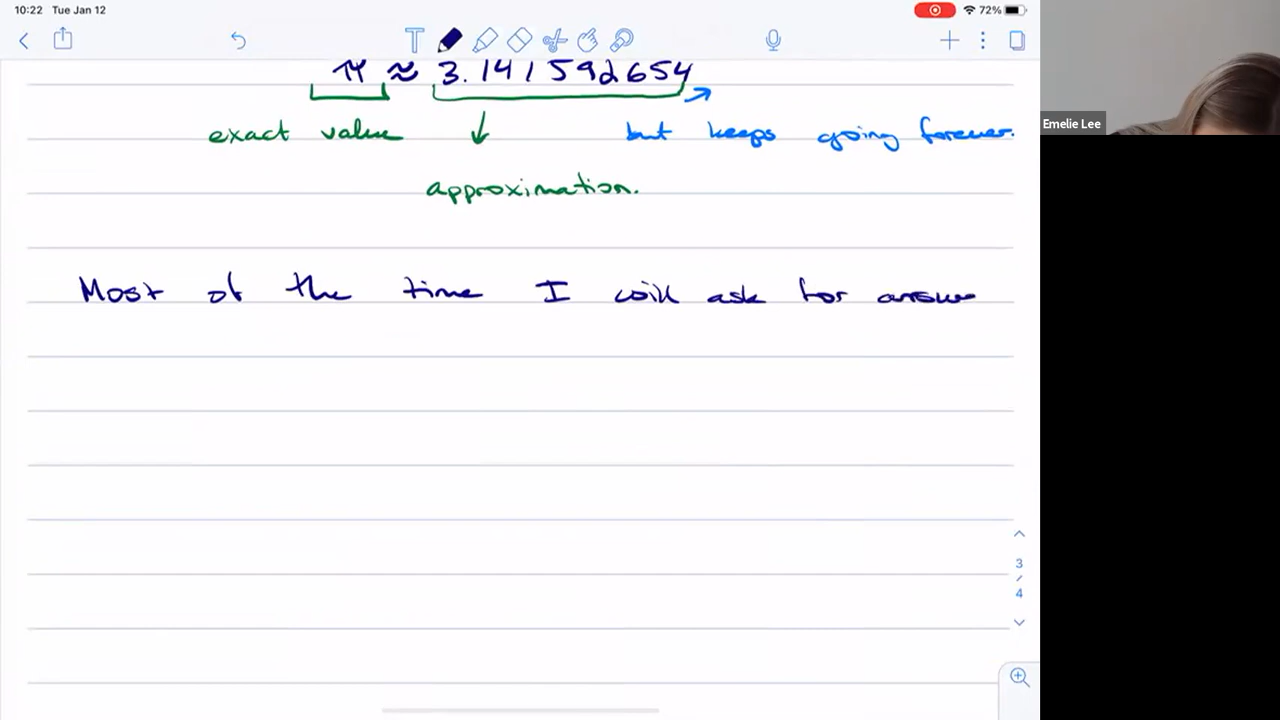 10:22 Tue Jan 12
72%
T
π ≈ 3.141592654
exact value
but keeps going forever.
approximation.
Emelie Lee
Most of the time I will ask for answe
3
/
4